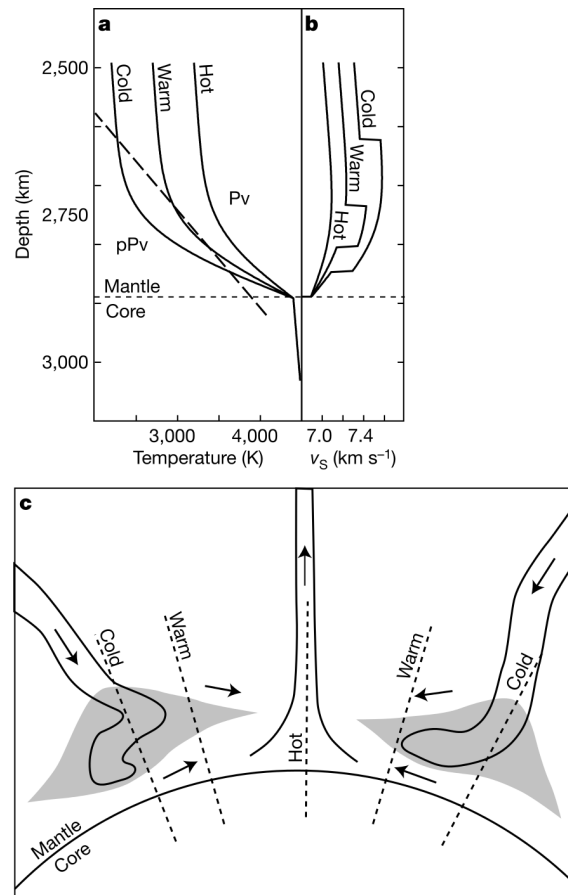 a
b
2,500
2,750
3,000
Depth (km)
Cold
Warm
Hot
Pv
pPv
Mantle
Core
3,000
4,000
Temperature (K)
Cold
Warm
Hot
7.0
7.4
vS (km s–1)
c
Cold
Warm
Hot
Warm
Cold
Mantle
Core